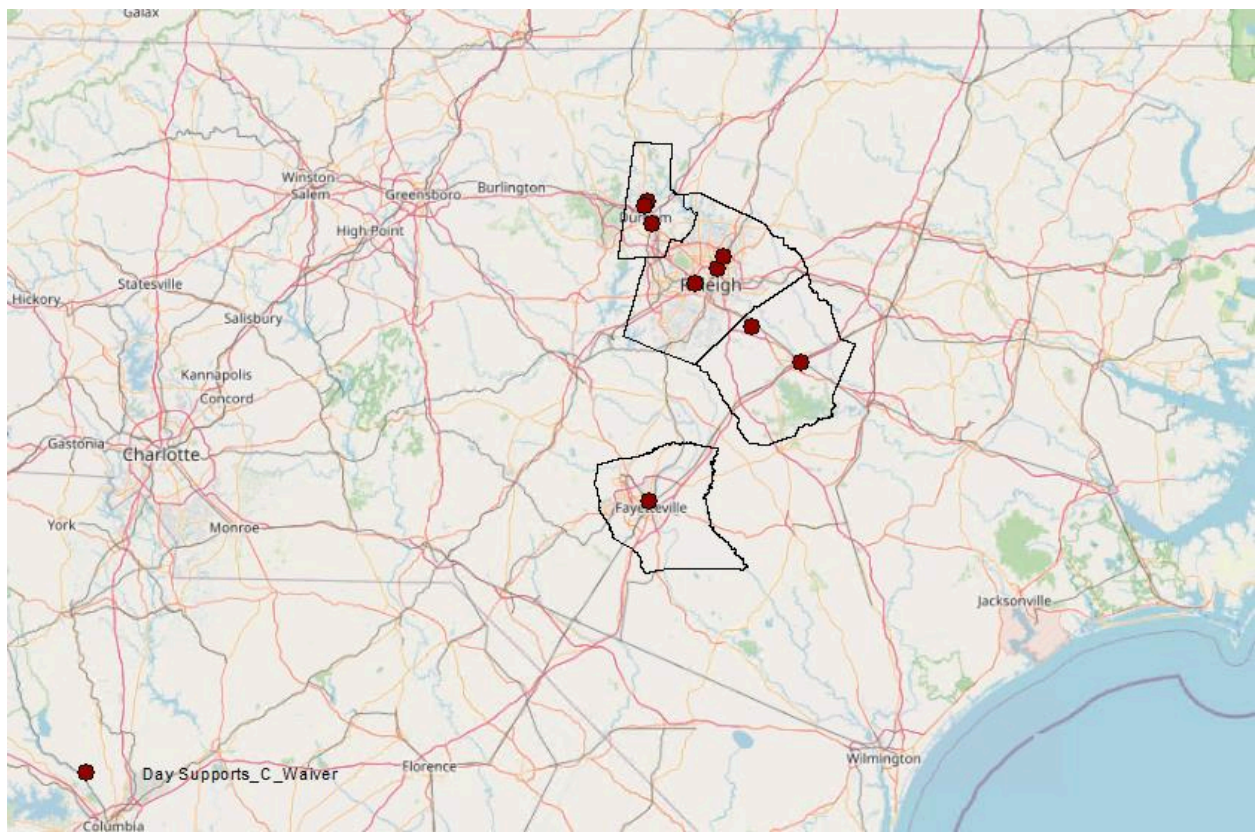 Galax
Winston-
Salem
Greensboro
Burlington
High Point
Durham
Raleigh
Statesville
Hickory
Salisbury
Kannapolis
Concord
Gastonia
Charlotte
York
Monroe
Fayetteville
Jacksonville
Wilmington
Florence
Day Supports_C_Waiver
Columbia